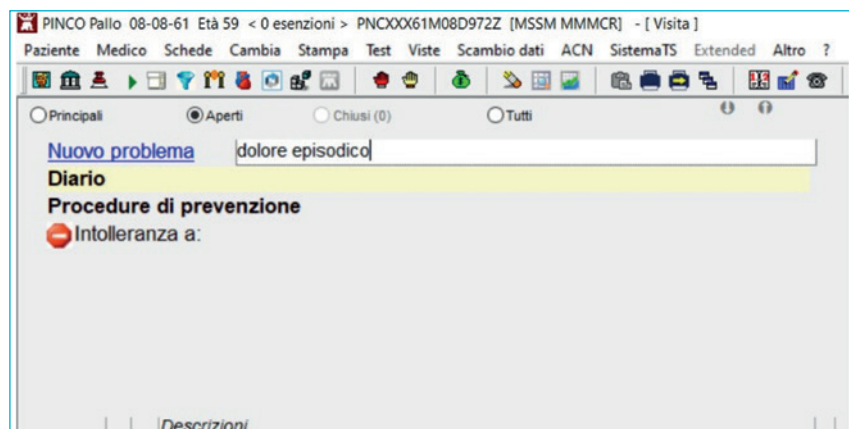 PINCO Pallo 08-08-61 Età 59 < 0 esenzioni > PNCXXX61M08D972Z [MSSM MMMCR] - [ Visita ]
Paziente Medico Schede Cambia Stampa Test Viste Scambio dati ACN SistemaTS Extended Altro ?
Principali Aperti Chiusi (0) Tutti
Nuovo problema dolore episodico
Diario
Procedure di prevenzione
Intolleranza a:
Descrizioni